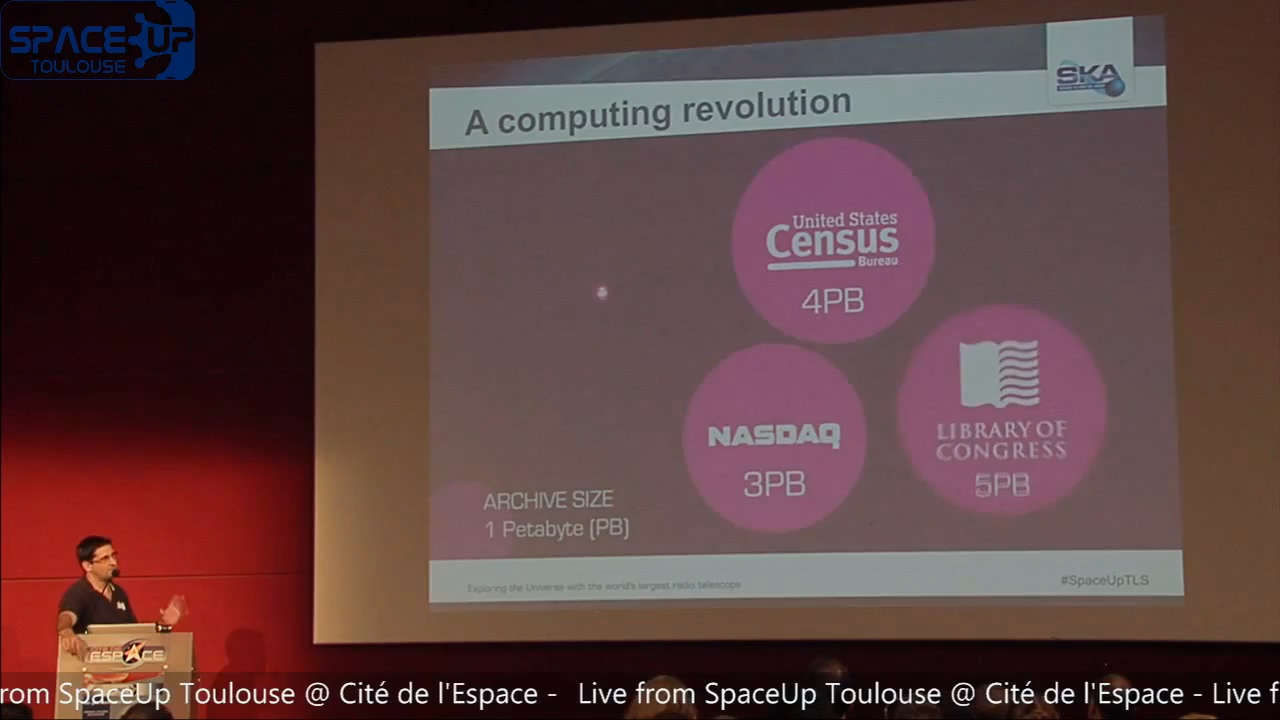 SPACE UP
TOULOUSE
SKA
A computing revolution
United States
Census
Bureau
4PB
NASDAQ
3PB
LIBRARY OF
CONGRESS
5PB
ARCHIVE SIZE
1 Petabyte (PB)
Exploring the Universe with the world's largest radio telescope
#SpaceUpTLS
ESPACE
rom SpaceUp Toulouse @ Cité de l'Espace - Live from SpaceUp Toulouse @ Cité de l'Espace - Live f